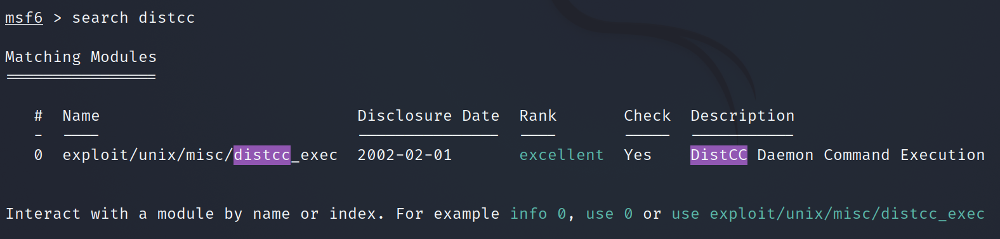 msf6 > search distcc
Matching Modules
================
# Name Disclosure Date Rank Check Description
- ---- --------------- ---- ----- -----------
0 exploit/unix/misc/distcc_exec 2002-02-01 excellent Yes DistCC Daemon Command Execution
Interact with a module by name or index. For example info 0, use 0 or use exploit/unix/misc/distcc_exec